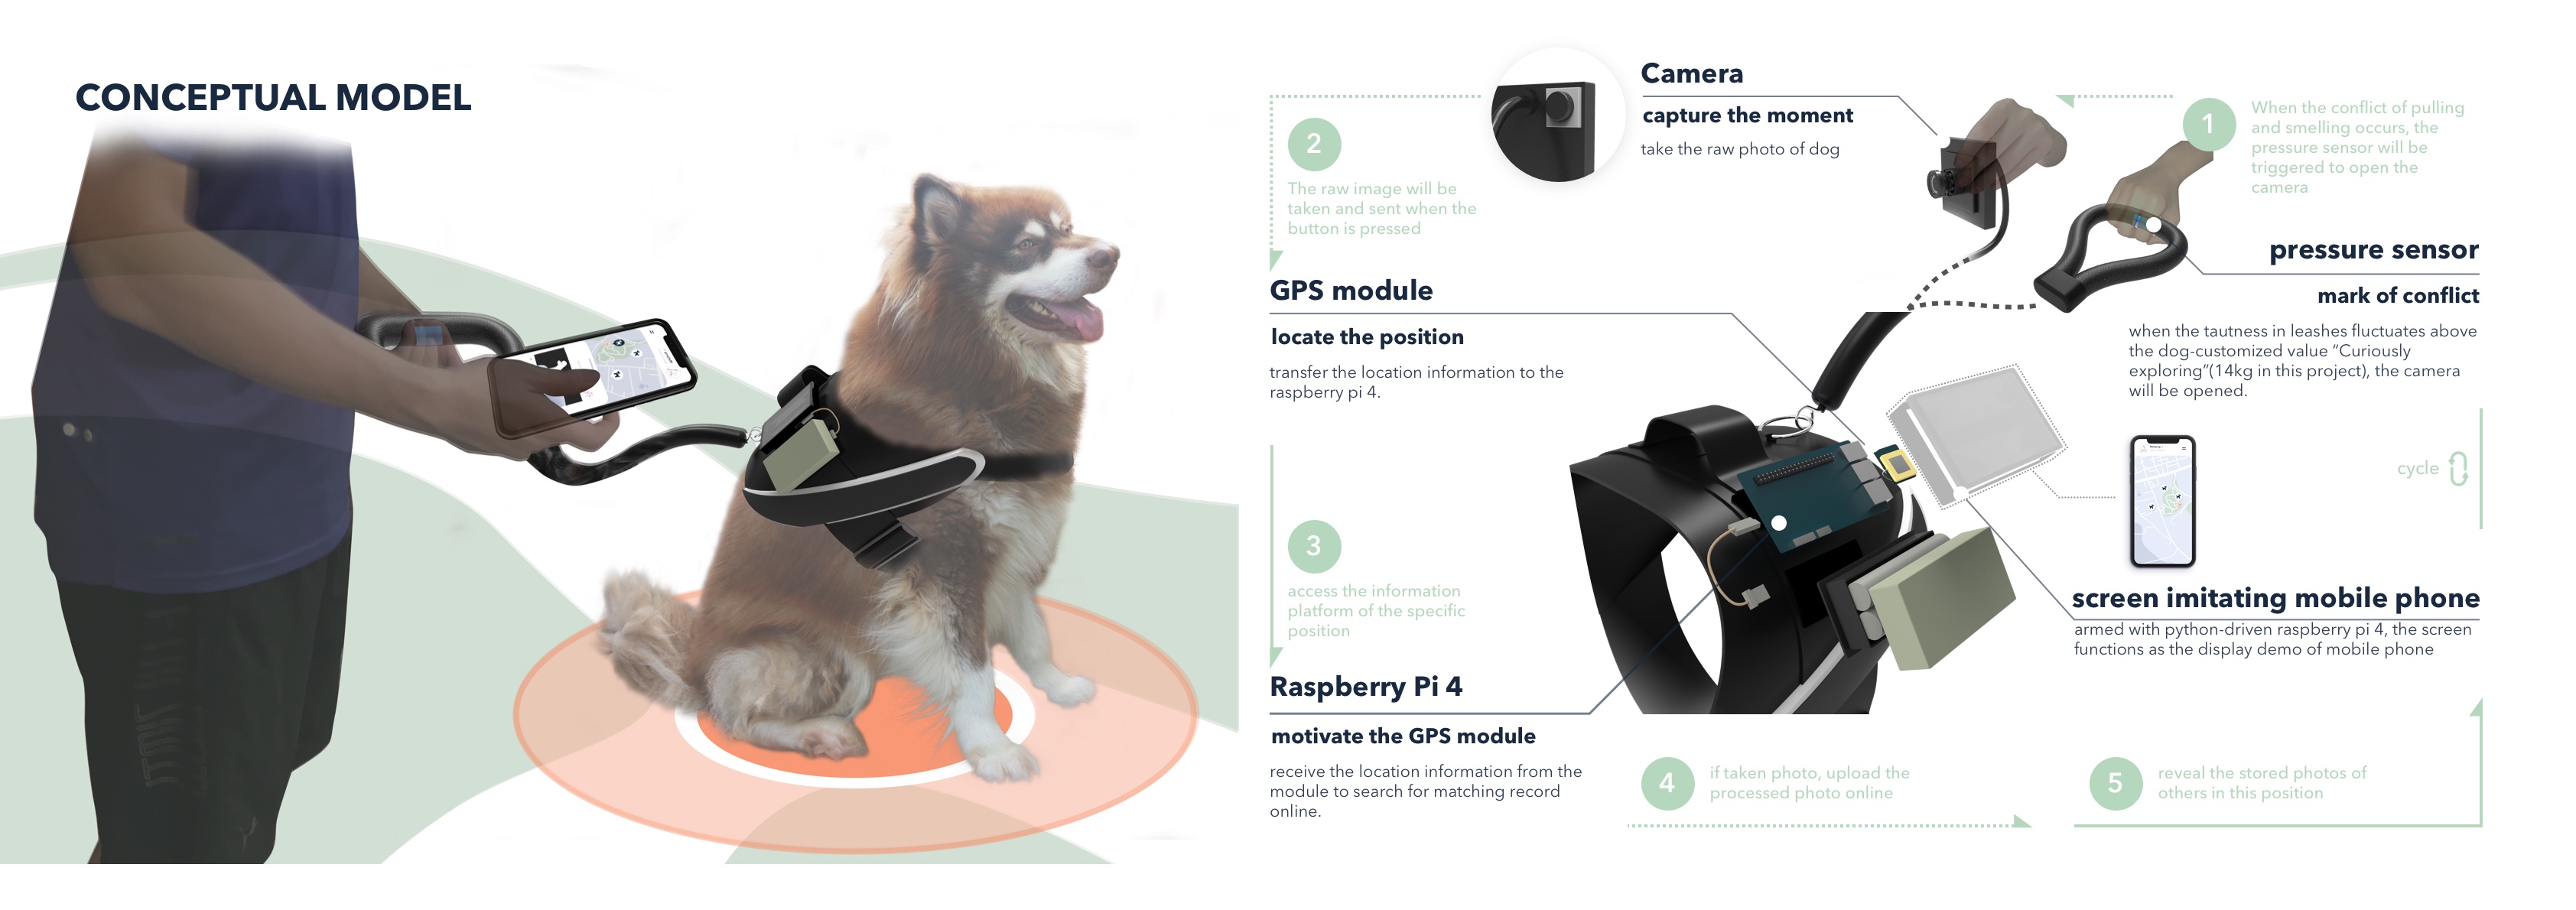 CONCEPTUAL MODEL
Camera
capture the moment
take the raw photo of dog
1
When the conflict of pulling
and smelling occurs, the
pressure sensor will be
triggered to open the
camera
2
The raw image will be
taken and sent when the
button is pressed
pressure sensor
mark of conflict
when the tautness in leashes fluctuates above
the dog-customized value “Curiously
exploring”(14kg in this project), the camera
will be opened.
GPS module
locate the position
transfer the location information to the
raspberry pi 4.
cycle
3
access the information
platform of the specific
position
screen imitating mobile phone
armed with python-driven raspberry pi 4, the screen
functions as the display demo of mobile phone
Raspberry Pi 4
motivate the GPS module
receive the location information from the
module to search for matching record
online.
4
if taken photo, upload the
processed photo online
5
reveal the stored photos of
others in this position